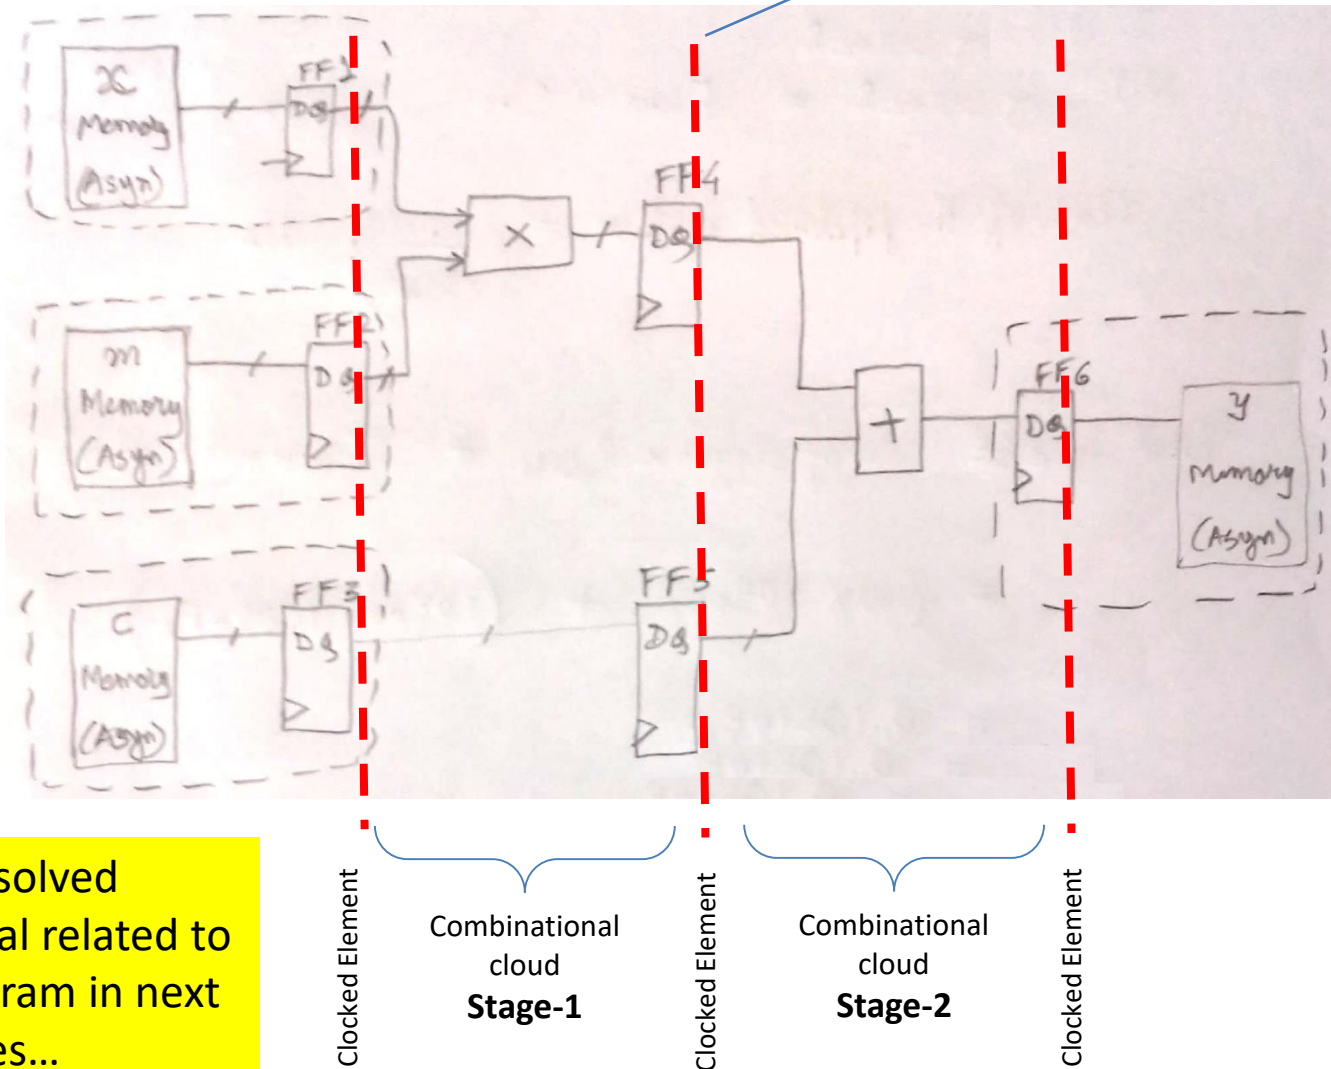 x
Memory
(Asyn)
FF1
DQ
X
FF4
DQ
m
Memory
(Asyn)
FF2
DQ
+
FF6
DQ
y
Memory
(Asyn)
C
Memory
(Asyn)
FF3
DQ
FF5
DQ
solved
al related to
ram in next
es...
Clocked Element
Combinational
cloud
Stage-1
Clocked Element
Combinational
cloud
Stage-2
Clocked Element